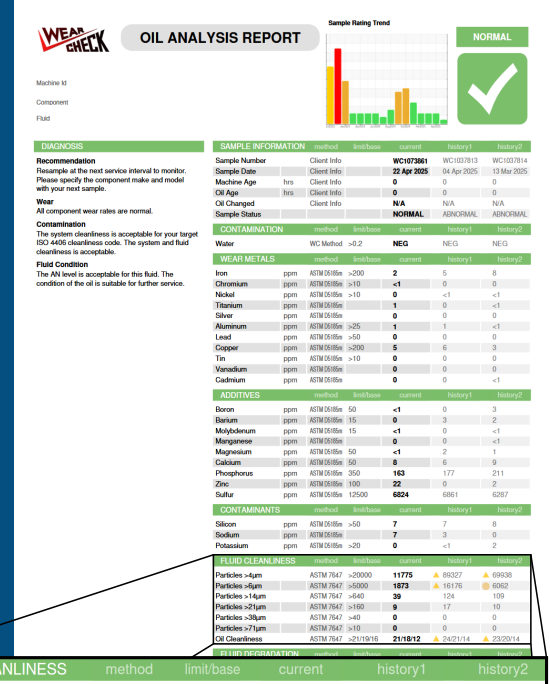 WEAR CHECK
OIL ANALYSIS REPORT
Sample Rating Trend
NORMAL
Machine Id
Component
Fluid
DIAGNOSIS
Recommendation
Resample at the next service interval to monitor.
Please specify the component make and model
with your next sample.
Wear
All component wear rates are normal.
Contamination
The system cleanliness is acceptable for your target
ISO 4406 cleanliness code. The system and fluid
cleanliness is acceptable.
Fluid Condition
The AN level is acceptable for this fluid. The
condition of the oil is suitable for further service.
SAMPLE INFORMATION method limit/base current history1 history2
Sample Number Client Info WC1073861 WC1037813 WC1037814
Sample Date Client Info 22 Apr 2025 04 Apr 2025 13 Mar 2025
Machine Age hrs Client Info 0 0 0
Oil Age hrs Client Info 0 0 0
Oil Changed Client Info N/A N/A N/A
Sample Status NORMAL ABNORMAL ABNORMAL
CONTAMINATION method limit/base current history1 history2
Water WC Method >0.2 NEG NEG NEG
WEAR METALS method limit/base current history1 history2
Iron ppm ASTM D5185m >200 2 5 8
Chromium ppm ASTM D5185m >10 <1 0 0
Nickel ppm ASTM D5185m >10 0 <1 <1
Titanium ppm ASTM D5185m 1 0 <1
Silver ppm ASTM D5185m 0 0 0
Aluminum ppm ASTM D5185m >25 1 1 <1
Lead ppm ASTM D5185m >50 0 0 0
Copper ppm ASTM D5185m >200 5 6 3
Tin ppm ASTM D5185m >10 0 0 0
Vanadium ppm ASTM D5185m 0 0 0
Cadmium ppm ASTM D5185m 0 0 <1
ADDITIVES method limit/base current history1 history2
Boron ppm ASTM D5185m 50 <1 0 3
Barium ppm ASTM D5185m 15 0 3 2
Molybdenum ppm ASTM D5185m 15 <1 0 <1
Manganese ppm ASTM D5185m 0 0 <1
Magnesium ppm ASTM D5185m 50 <1 2 1
Calcium ppm ASTM D5185m 50 8 6 9
Phosphorus ppm ASTM D5185m 350 163 177 211
Zinc ppm ASTM D5185m 100 22 0 2
Sulfur ppm ASTM D5185m 12500 6824 6861 6287
CONTAMINANTS method limit/base current history1 history2
Silicon ppm ASTM D5185m >50 7 7 8
Sodium ppm ASTM D5185m 7 3 0
Potassium ppm ASTM D5185m >20 0 <1 2
FLUID CLEANLINESS method limit/base current history1 history2
Particles >4µm ASTM 7647 >20000 11775 89327 69938
Particles >6µm ASTM 7647 >5000 1873 16176 6062
Particles >14µm ASTM 7647 >640 39 124 109
Particles >21µm ASTM 7647 >160 9 17 10
Particles >38µm ASTM 7647 >40 0 0 0
Particles >71µm ASTM 7647 >10 0 0 0
Oil Cleanliness ASTM 7647 >21/19/16 21/18/12 24/21/14 23/20/14
FLUID DEGRADATION method limit/base current history1 history2
ANLINESS method limit/base current history1 history2